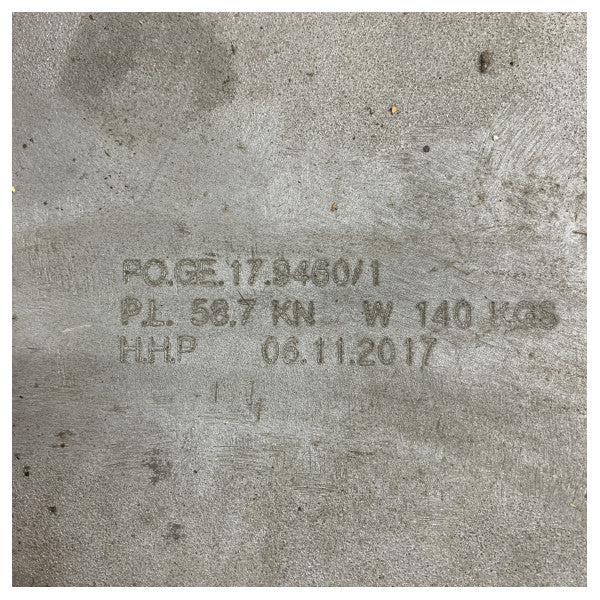 PO.GE.17.9460/1
P.L. 58.7 KN W 140 KGS
H.H.P 06.11.2017